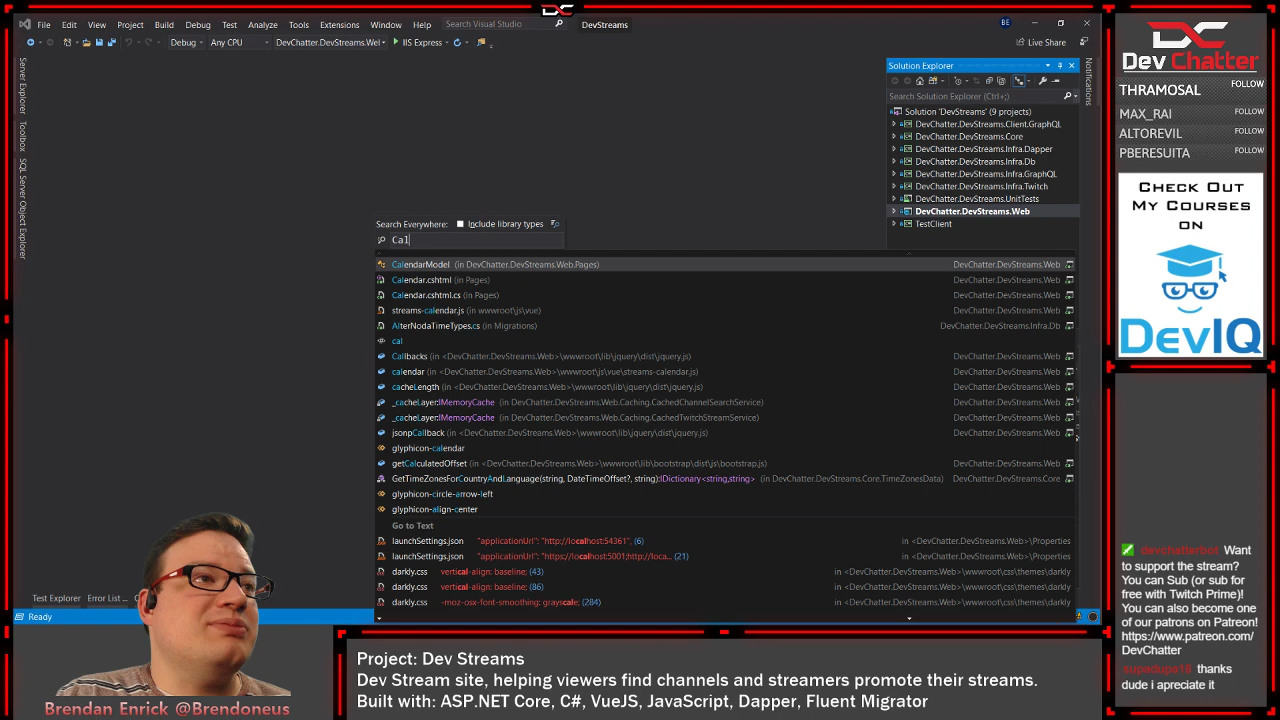 DC
File Edit View Project Build Debug Test Analyze Tools Extensions Window Help Search Visual Studio DevStreams BE
Debug Any CPU DevChatter.DevStreams.Wel IIS Express Live Share
Server Explorer
Toolbox
SQL Server Object Explorer
Notifications
Solution Explorer
Search Solution Explorer (Ctrl+;)
Solution 'DevStreams' (9 projects)
DevChatter.DevStreams.Client.GraphQL
DevChatter.DevStreams.Core
DevChatter.DevStreams.Infra.Dapper
DevChatter.DevStreams.Infra.Db
DevChatter.DevStreams.Infra.GraphQL
DevChatter.DevStreams.Infra.Twitch
DevChatter.DevStreams.UnitTests
DevChatter.DevStreams.Web
TestClient
Search Everywhere: Include library types
Cal
CalendarModel (in DevChatter.DevStreams.Web.Pages) DevChatter.DevStreams.Web
Calendar.cshtml (in Pages) DevChatter.DevStreams.Web
Calendar.cshtml.cs (in Pages) DevChatter.DevStreams.Web
streams-calendar.js (in wwwroot\js\vue) DevChatter.DevStreams.Web
AlterNodaTimeTypes.cs (in Migrations) DevChatter.DevStreams.Infra.Db
cal
Callbacks (in <DevChatter.DevStreams.Web>\wwwroot\lib\jquery\dist\jquery.js) DevChatter.DevStreams.Web
calendar (in <DevChatter.DevStreams.Web>\wwwroot\js\vue\streams-calendar.js) DevChatter.DevStreams.Web
cacheLength (in <DevChatter.DevStreams.Web>\wwwroot\lib\jquery\dist\jquery.js) DevChatter.DevStreams.Web
_cacheLayer:IMemoryCache (in DevChatter.DevStreams.Web.Caching.CachedChannelSearchService) DevChatter.DevStreams.Web
_cacheLayer:IMemoryCache (in DevChatter.DevStreams.Web.Caching.CachedTwitchStreamService) DevChatter.DevStreams.Web
jsonpCallback (in <DevChatter.DevStreams.Web>\wwwroot\lib\jquery\dist\jquery.js) DevChatter.DevStreams.Web
glyphicon-calendar
getCalculatedOffset (in <DevChatter.DevStreams.Web>\wwwroot\lib\bootstrap\dist\js\bootstrap.js) DevChatter.DevStreams.Web
GetTimeZonesForCountryAndLanguage(string, DateTimeOffset?, string):IDictionary<string,string> (in DevChatter.DevStreams.Core.TimeZonesData) DevChatter.DevStreams.Core
glyphicon-circle-arrow-left
glyphicon-align-center
Go to Text
launchSettings.json "applicationUrl": "http://localhost:54361", (6) in <DevChatter.DevStreams.Web>\Properties
launchSettings.json "applicationUrl": "https://localhost:5001;http://loca... (21) in <DevChatter.DevStreams.Web>\Properties
darkly.css vertical-align: baseline; (43) in <DevChatter.DevStreams.Web>\wwwroot\css\themes\darkly
darkly.css vertical-align: baseline; (86) in <DevChatter.DevStreams.Web>\wwwroot\css\themes\darkly
darkly.css -moz-osx-font-smoothing: grayscale; (284) in <DevChatter.DevStreams.Web>\wwwroot\css\themes\darkly
Test Explorer Error List ...
Ready
Brendan Enrick @Brendoneus
Project: Dev Streams
Dev Stream site, helping viewers find channels and streamers promote their streams.
Built with: ASP.NET Core, C#, VueJS, JavaScript, Dapper, Fluent Migrator
DC
Dev Chatter
THRAMOSAL FOLLOW
MAX_RAI FOLLOW
ALTOREVIL FOLLOW
PBERESUITA FOLLOW
CHECK OUT
MY COURSES
ON
DevIQ
devchatterbot Want
to support the stream?
You can Sub (or sub for
free with Twitch Prime)!
You can also become one
of our patrons on Patreon!
https://www.patreon.com/
DevChatter
supadups18 thanks
dude i apreciate it